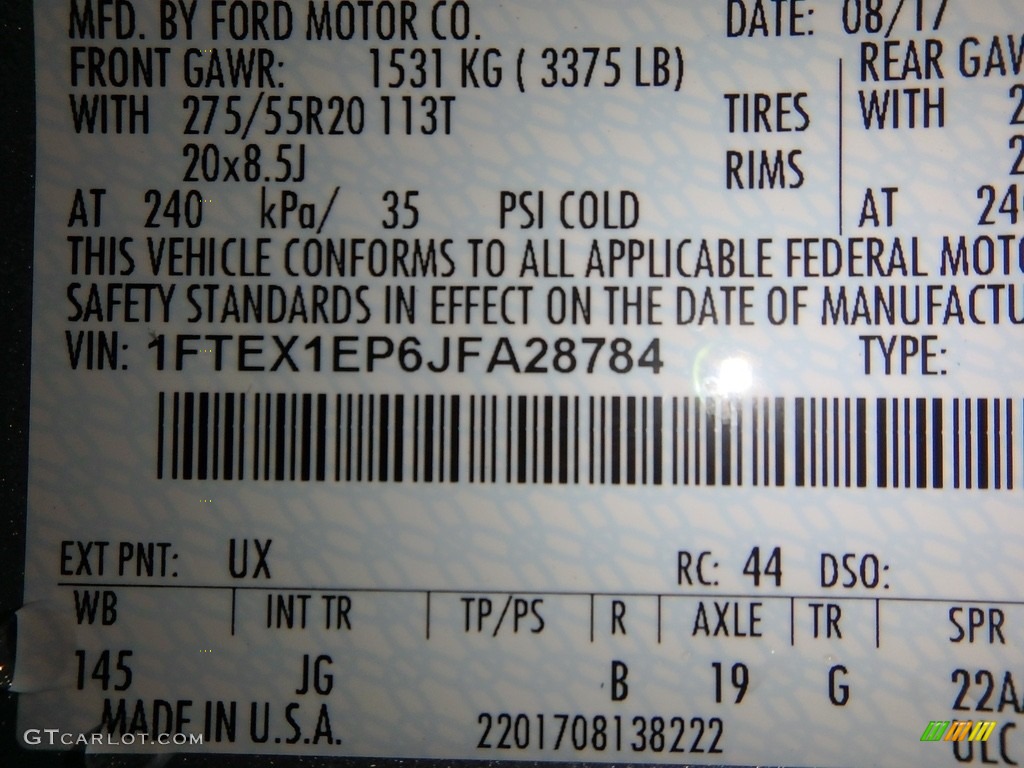 MFD. BY FORD MOTOR CO. DATE: 08/17
FRONT GAWR: 1531 KG ( 3375 LB) REAR
WITH 275/55R20 113T TIRES WITH
20x8.5J RIMS
AT 240 kPa/ 35 PSI COLD AT
THIS VEHICLE CONFORMS TO ALL APPLICABLE FEDERAL
SAFETY STANDARDS IN EFFECT ON THE DATE OF
VIN: 1FTEX1EP6JFA28784 TYPE:
EXT PNT: UX RC: 44 DSO:
WB INT TR TP/PS R AXLE TR SPR
145 JG B 19 G 22A
MADE IN U.S.A. 2201708138222
GTCARLOT.COM